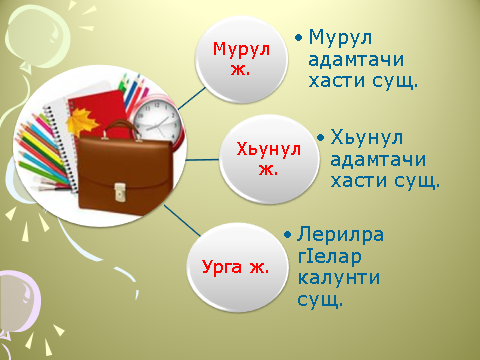 Мурул
ж.
• Мурул
адамтачи
хасти сущ.
Хьунул
ж.
• Хьунул
адамтачи
хасти сущ.
Урга ж.
• Лерилра
гIелар
калунти
сущ.